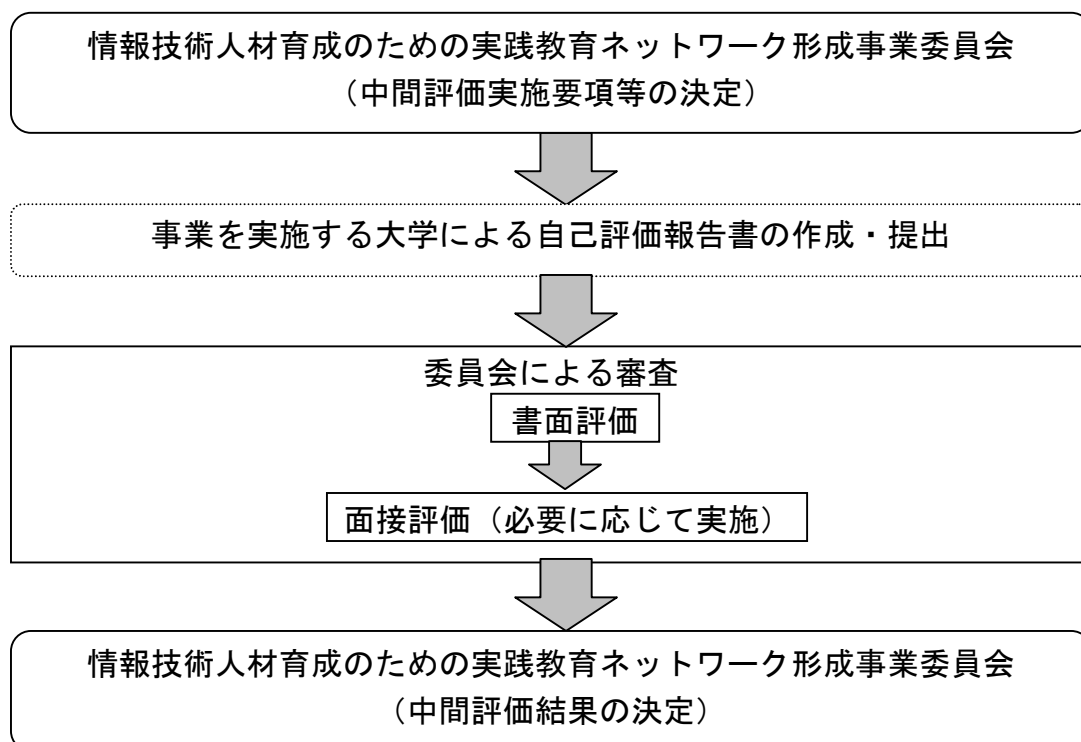 情報技術人材育成のための実践教育ネットワーク形成事業委員会
（中間評価実施要項等の決定）
事業を実施する大学による自己評価報告書の作成・提出
委員会による審査
書面評価
面接評価（必要に応じて実施）
情報技術人材育成のための実践教育ネットワーク形成事業委員会
（中間評価結果の決定）